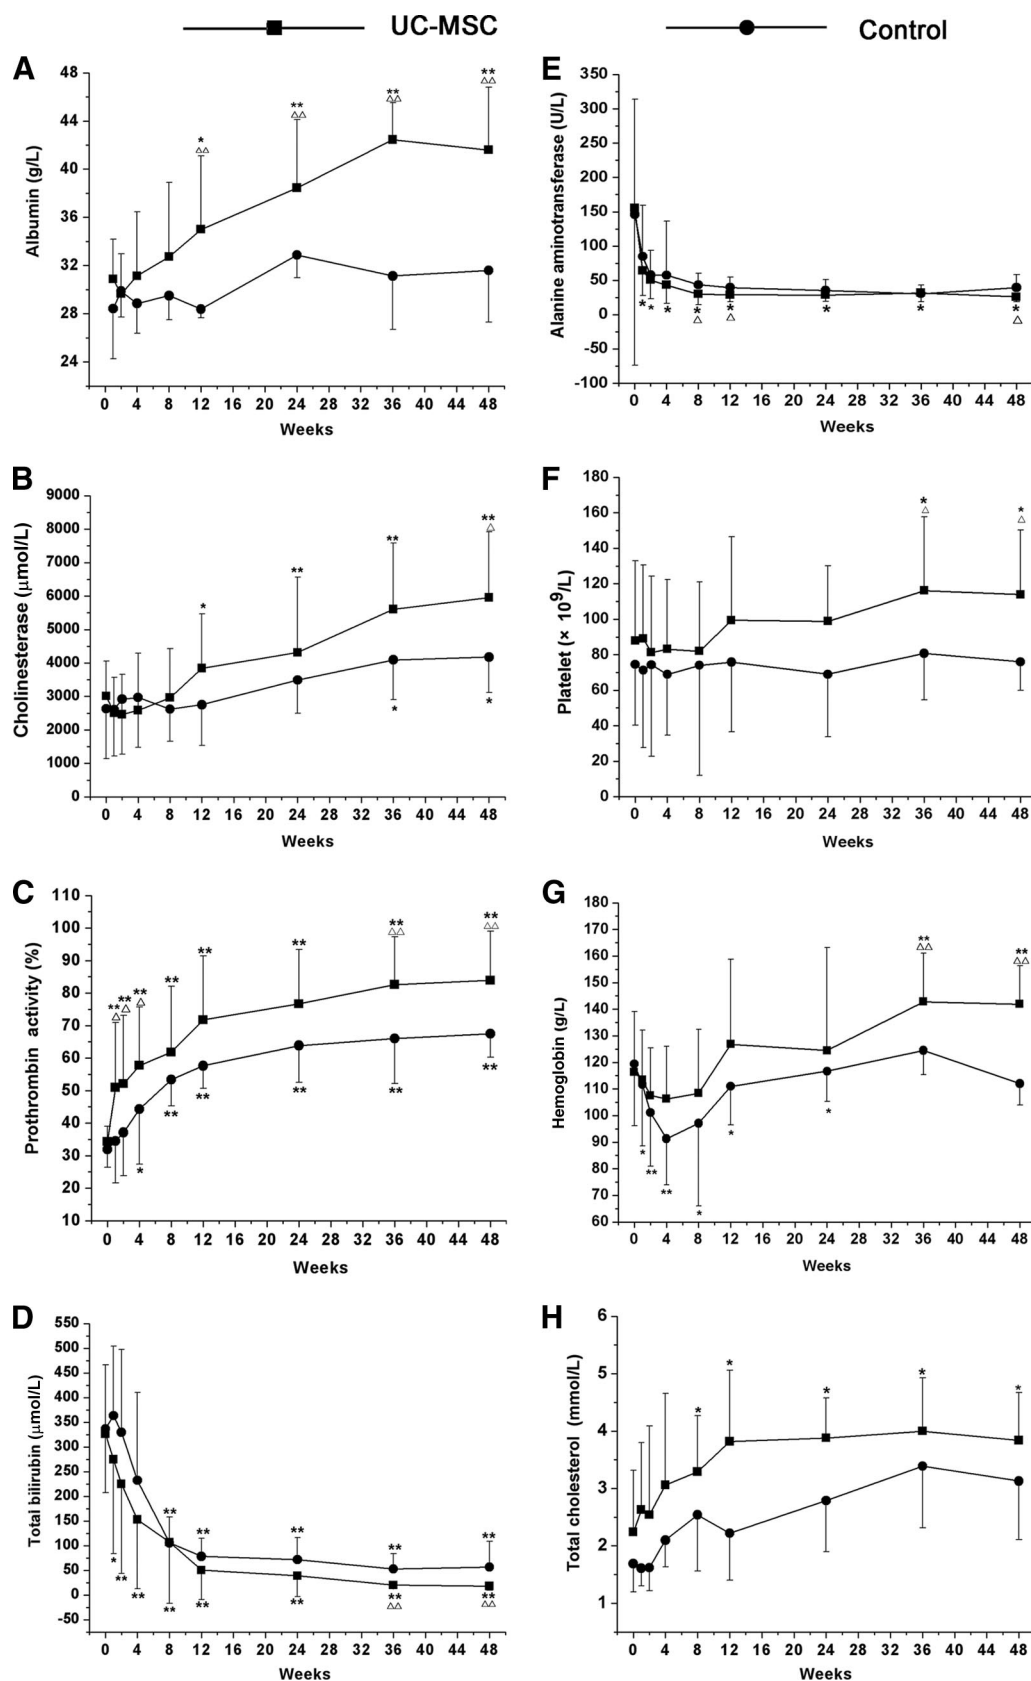 UC-MSC
Control
A
48
44
40
36
32
28
24
Albumin (g/L)
** △△
** △△
** △△
* △△
0 4 8 12 16 20 24 28 32 36 40 44 48
Weeks
E
350
300
250
200
150
100
50
0
-50
-100
Alanine aminotransferase (U/L)
* * * * * * * *
△ △ △
0 4 8 12 16 20 24 28 32 36 40 44 48
Weeks
B
9000
8000
7000
6000
5000
4000
3000
2000
1000
0
Cholinesterase (μmol/L)
* ** ** **
△
* *
0 4 8 12 16 20 24 28 32 36 40 44 48
Weeks
F
180
160
140
120
100
80
60
40
20
0
Platelet (× 10^9/L)
* *
△ △
0 4 8 12 16 20 24 28 32 36 40 44 48
Weeks
C
110
100
90
80
70
60
50
40
30
20
10
Prothrombin activity (%)
** ** ** ** ** ** ** **
△ △ △ △△ △△
* ** ** ** ** **
0 4 8 12 16 20 24 28 32 36 40 44 48
Weeks
G
160
150
140
130
120
110
100
90
80
70
60
Hemoglobin (g/L)
** **
△△ △△
* ** ** * * *
0 4 8 12 16 20 24 28 32 36 40 44 48
Weeks
D
550
500
450
400
350
300
250
200
150
100
50
0
-50
Total bilirubin (μmol/L)
** ** ** ** **
* ** ** ** ** ** ** **
△△ △△
0 4 8 12 16 20 24 28 32 36 40 44 48
Weeks
H
6
5
4
3
2
1
Total cholesterol (mmol/L)
* * * * *
0 4 8 12 16 20 24 28 32 36 40 44 48
Weeks